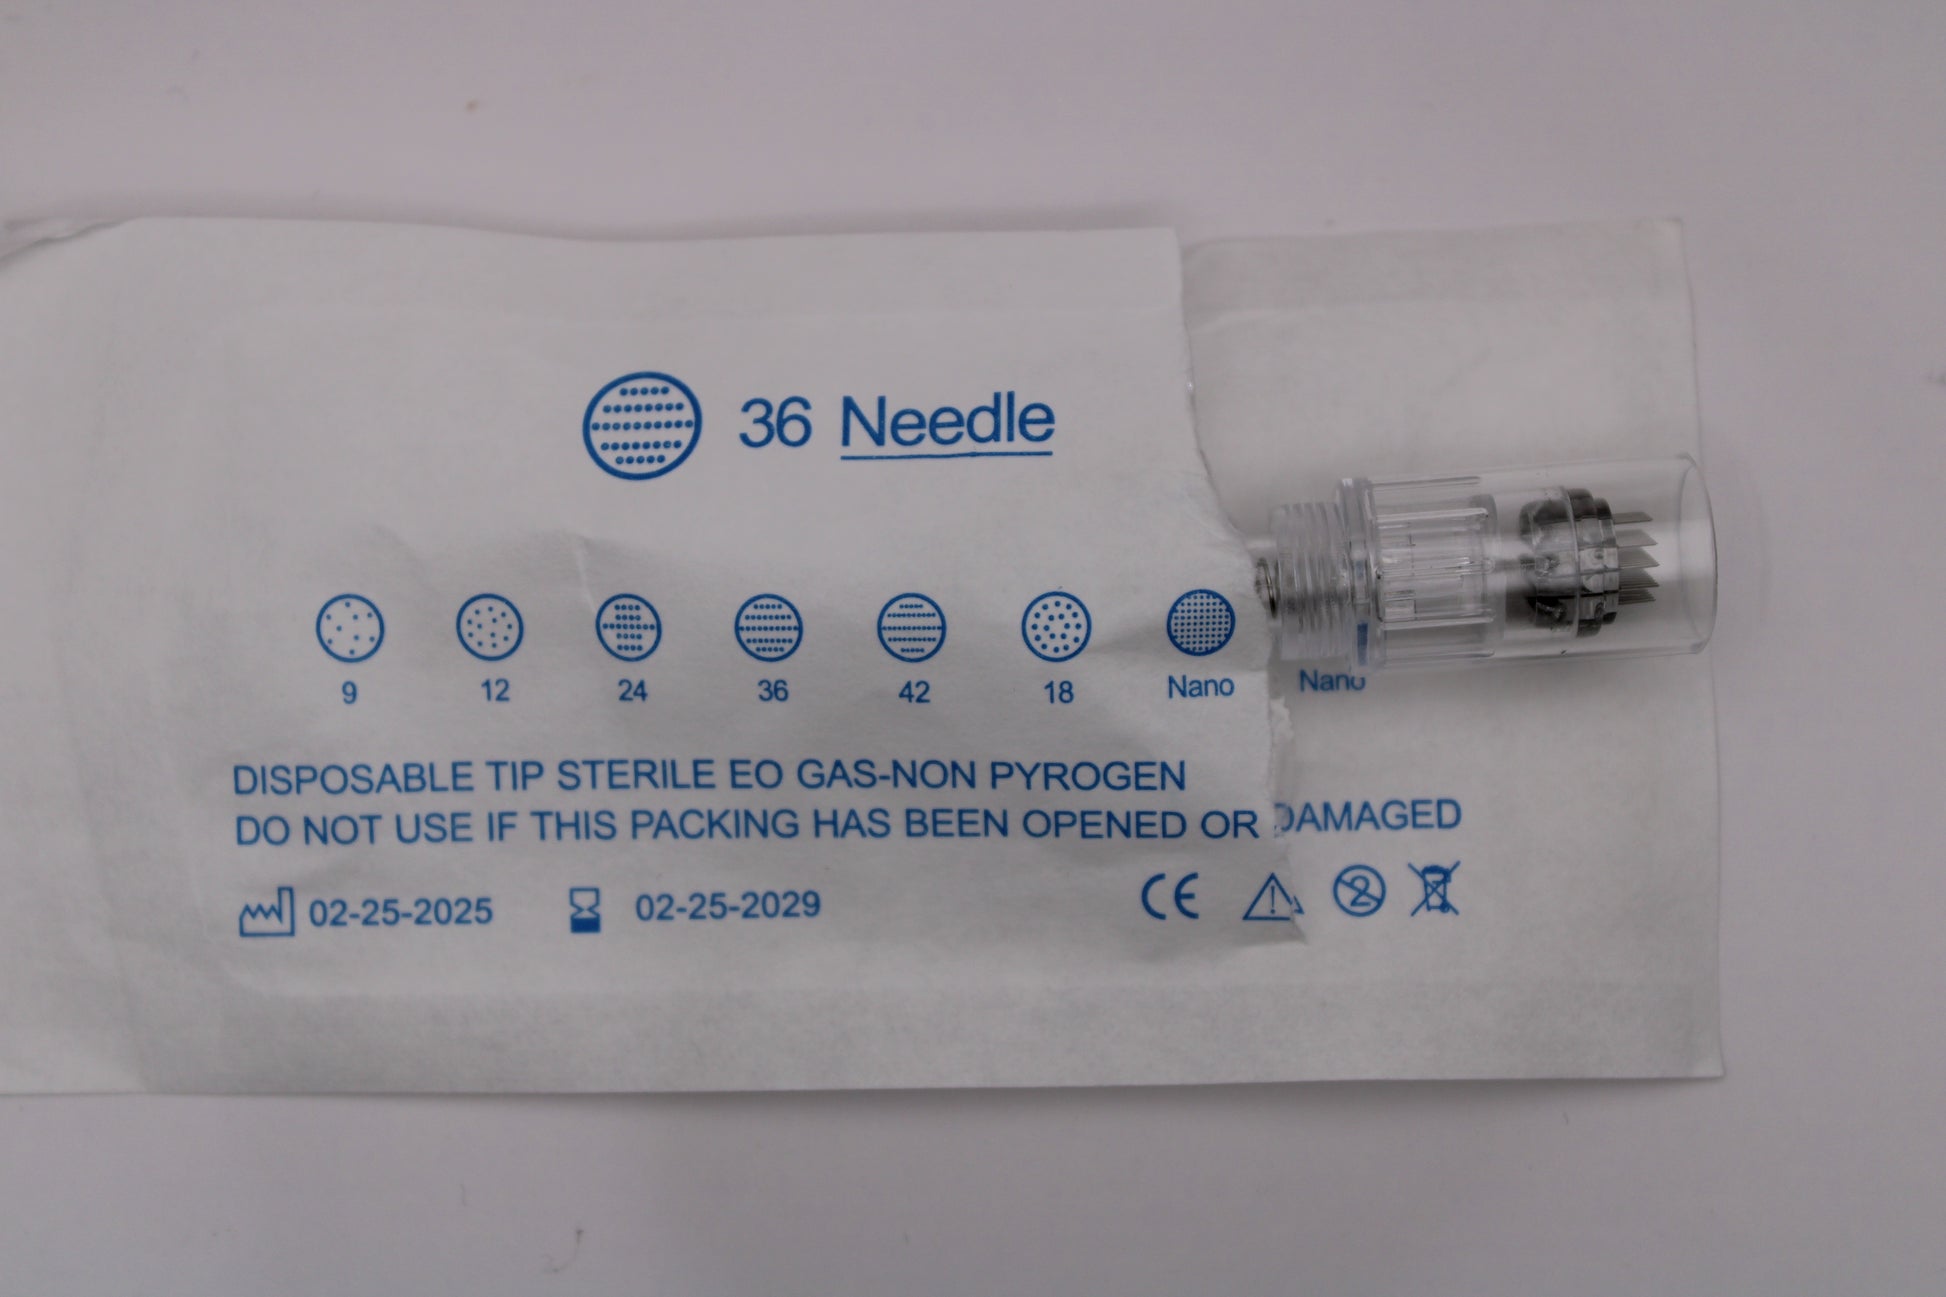 36 Needle
9 12 24 36 42 18 Nano Nano
DISPOSABLE TIP STERILE EO GAS-NON PYROGEN
DO NOT USE IF THIS PACKING HAS BEEN OPENED OR DAMAGED
02-25-2025 02-25-2029 CE 2